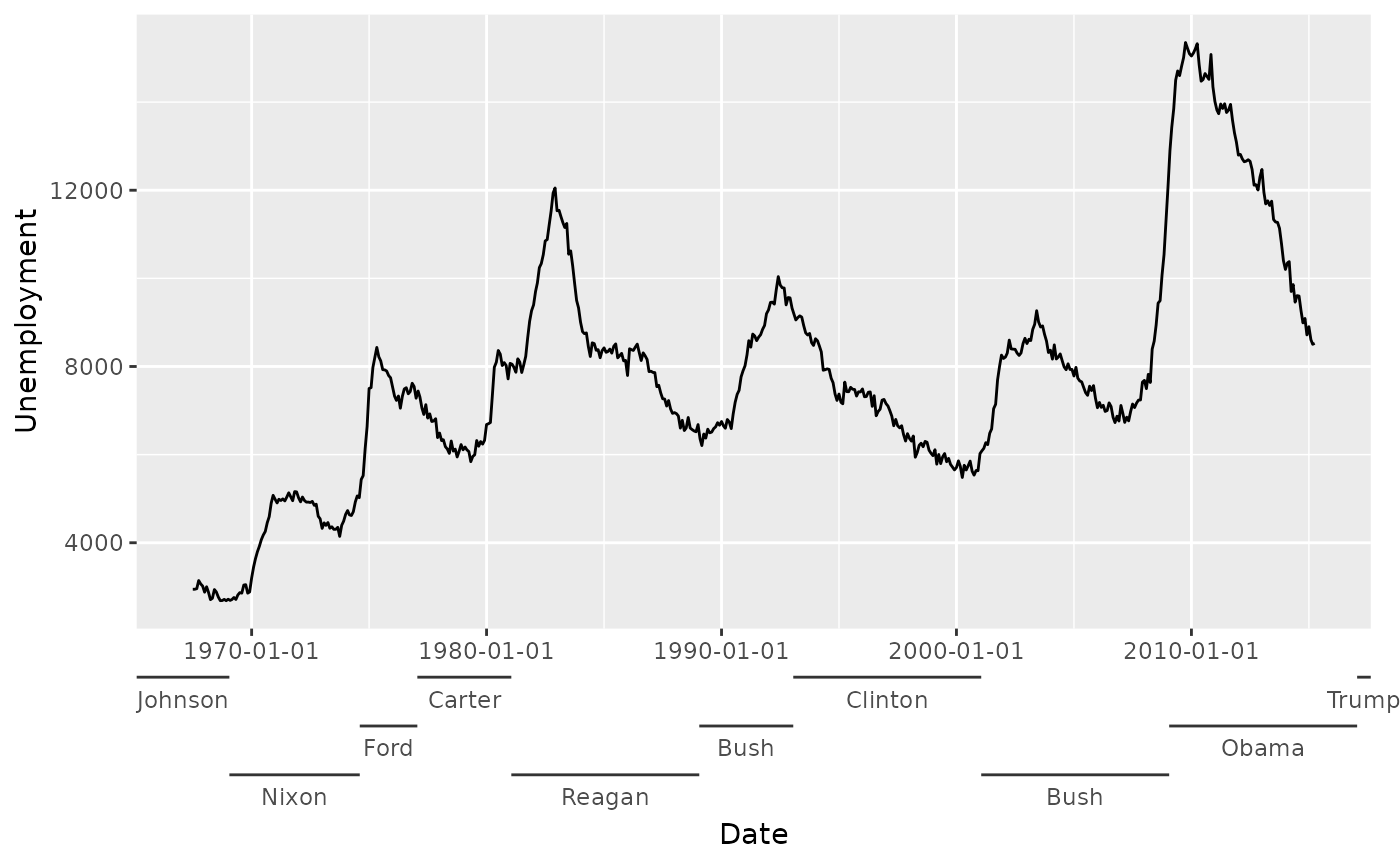 Unemployment
12000
8000
4000
1970-01-01 1980-01-01 1990-01-01 2000-01-01 2010-01-01
Johnson Carter Clinton Trump
Ford Bush Obama
Nixon Reagan Bush
Date